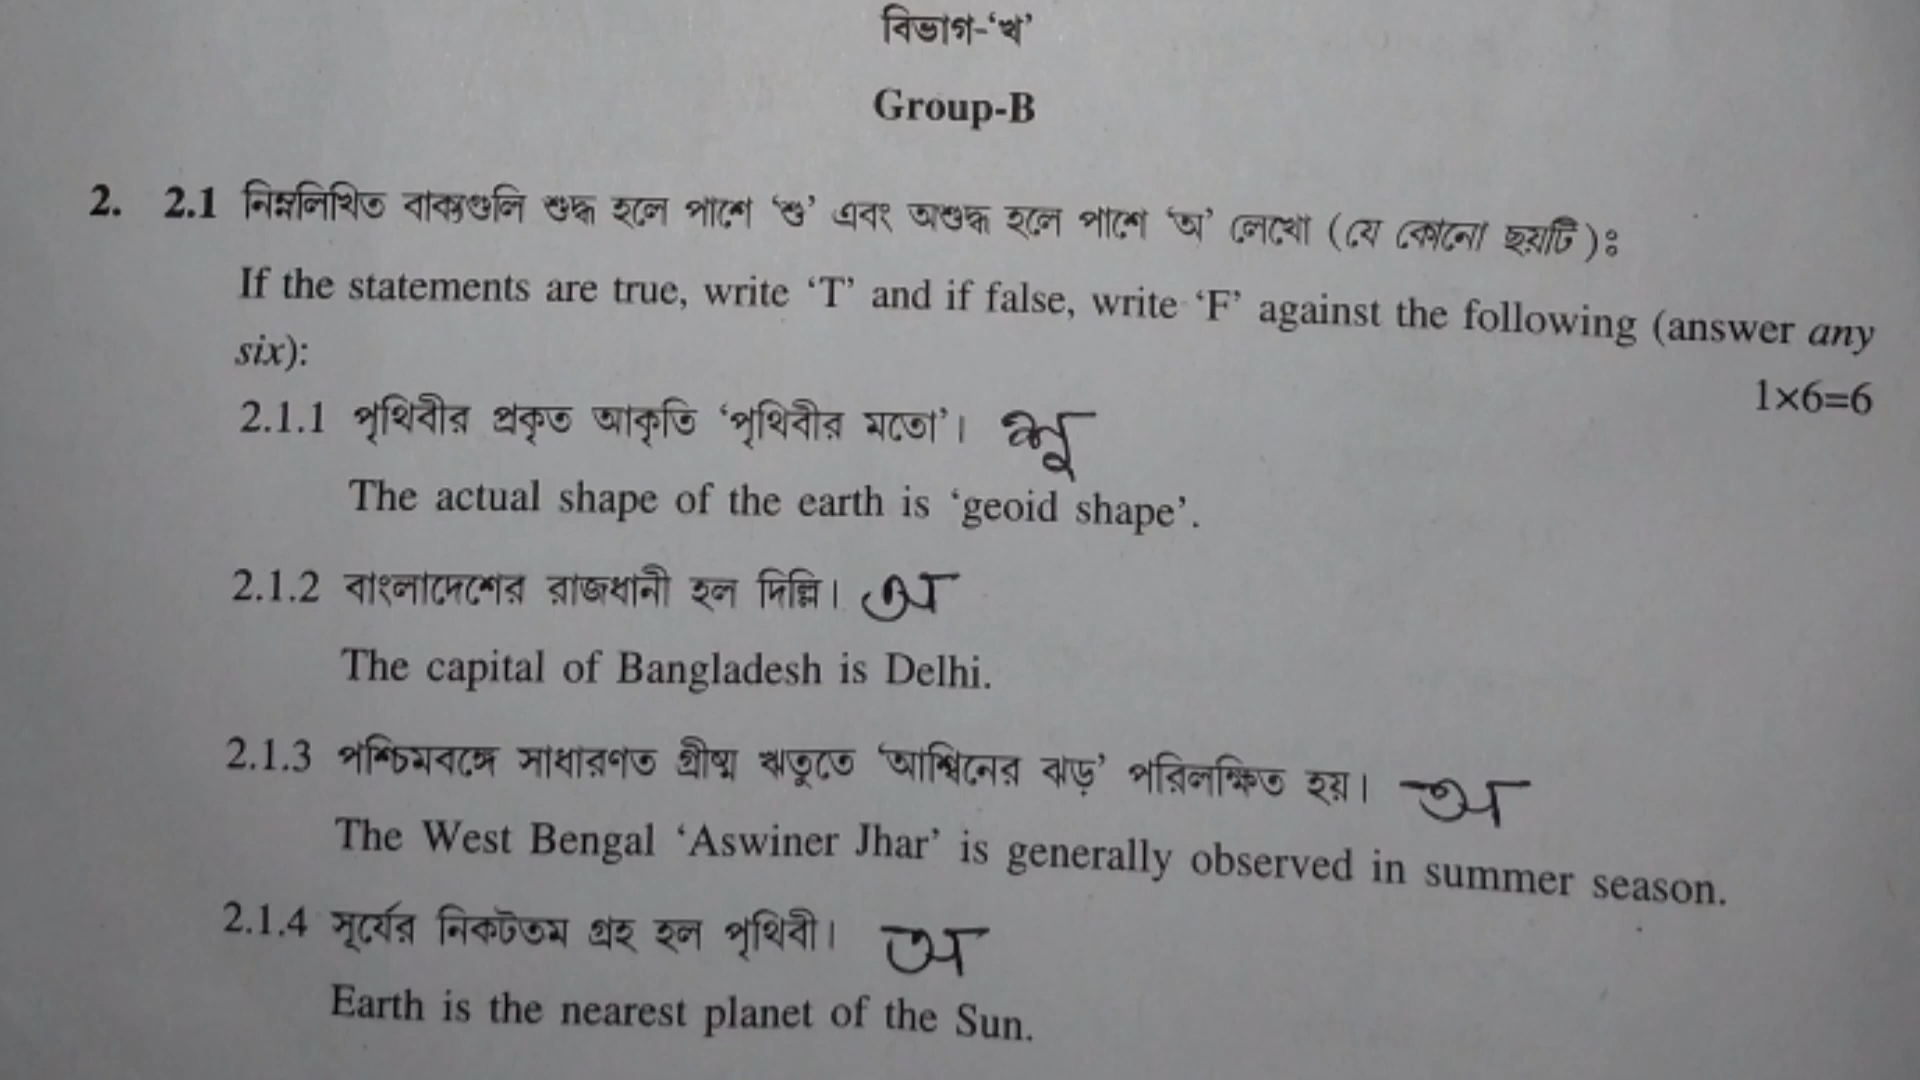 বিভাগ-‘খ’
Group-B
2. 2.1 নিম্নলিখিত বাক্যগুলি শুদ্ধ হলে পাশে ‘শু’ এবং অশুদ্ধ হলে পাশে ‘অ’ লেখো (যে কোনো ছয়টি)ঃ
If the statements are true, write ‘T’ and if false, write ‘F’ against the following (answer any
six):
1×6=6
2.1.1 পৃথিবীর প্রকৃত আকৃতি ‘পৃথিবীর মতো’। শু
The actual shape of the earth is ‘geoid shape’.
2.1.2 বাংলাদেশের রাজধানী হল দিল্লি। অ
The capital of Bangladesh is Delhi.
2.1.3 পশ্চিমবঙ্গে সাধারণত গ্রীষ্ম ঋতুতে ‘আশ্বিনের ঝড়’ পরিলক্ষিত হয়। অ
The West Bengal ‘Aswiner Jhar’ is generally observed in summer season.
2.1.4 সূর্যের নিকটতম গ্রহ হল পৃথিবী। অ
Earth is the nearest planet of the Sun.